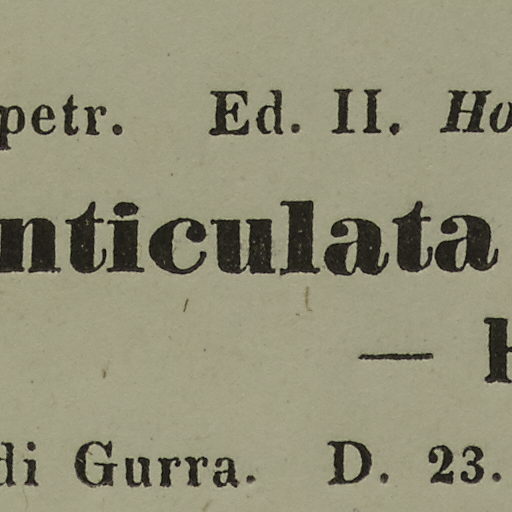 petr. Ed. II. Ho
nticulata
—
di Gurra. D. 23.